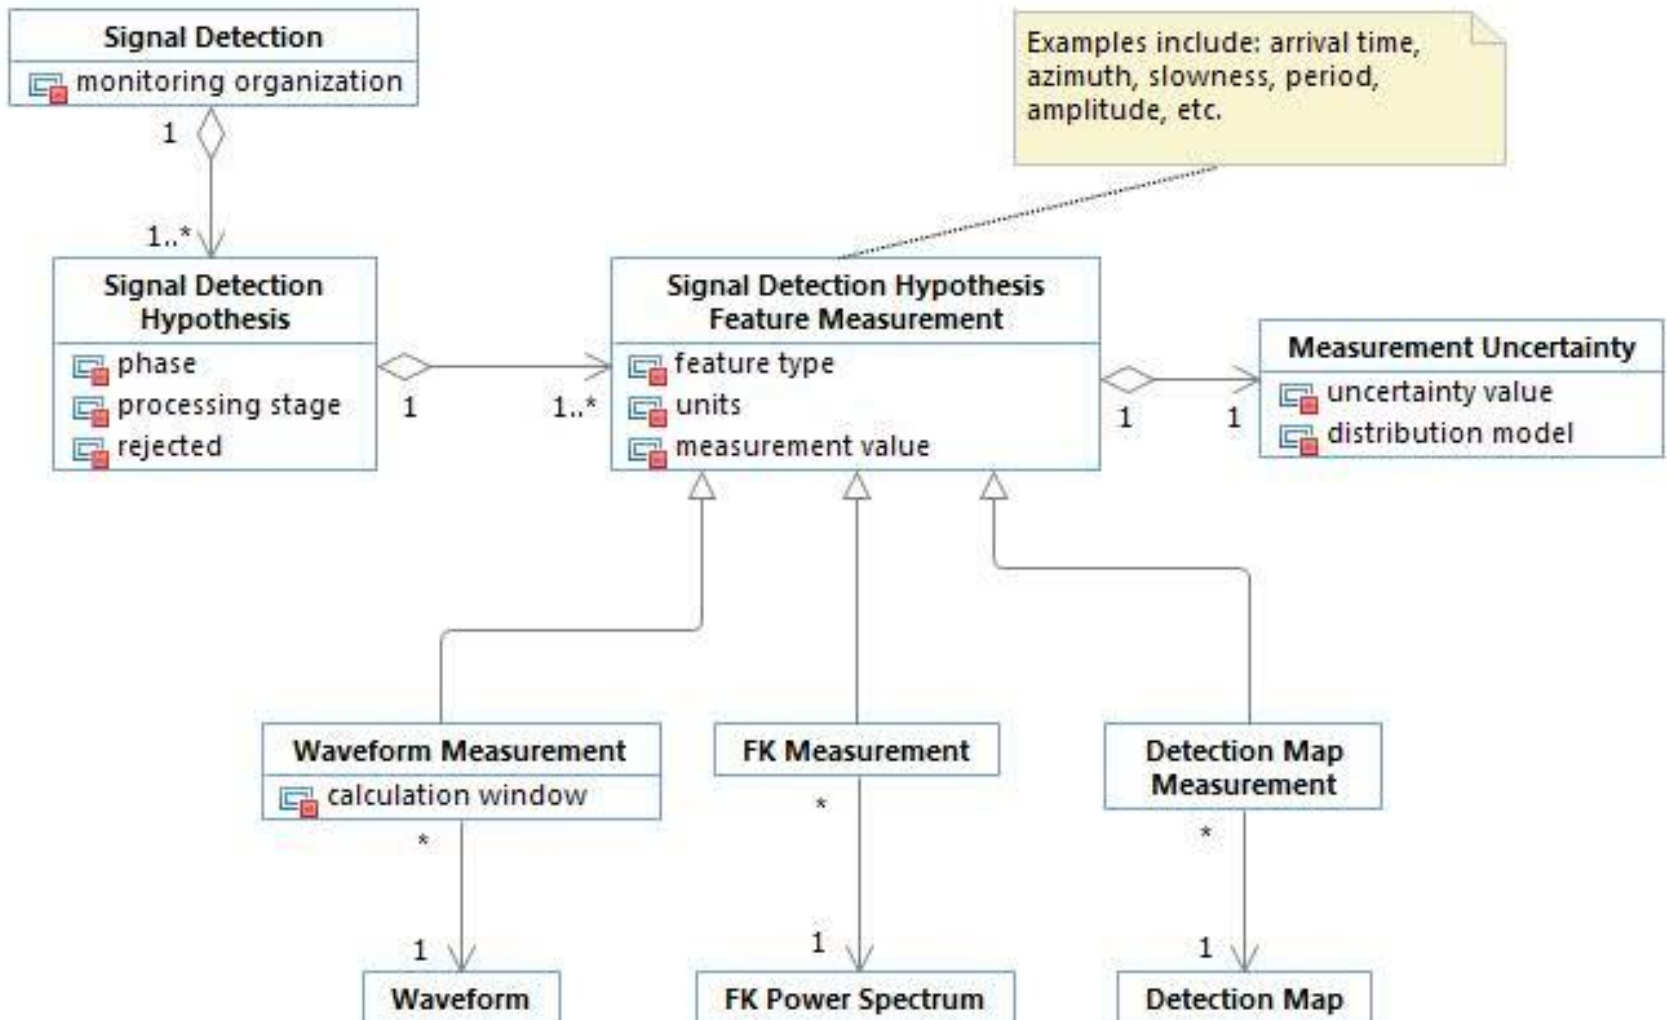 Signal Detection
monitoring organization
Examples include: arrival time,
azimuth, slowness, period,
amplitude, etc.
1
1..*
Signal Detection
Hypothesis
phase
processing stage
rejected
1
1..*
Signal Detection Hypothesis
Feature Measurement
feature type
units
measurement value
1
1
Measurement Uncertainty
uncertainty value
distribution model
Waveform Measurement
calculation window
FK Measurement
Detection Map
Measurement
*
*
*
1
1
1
Waveform
FK Power Spectrum
Detection Map